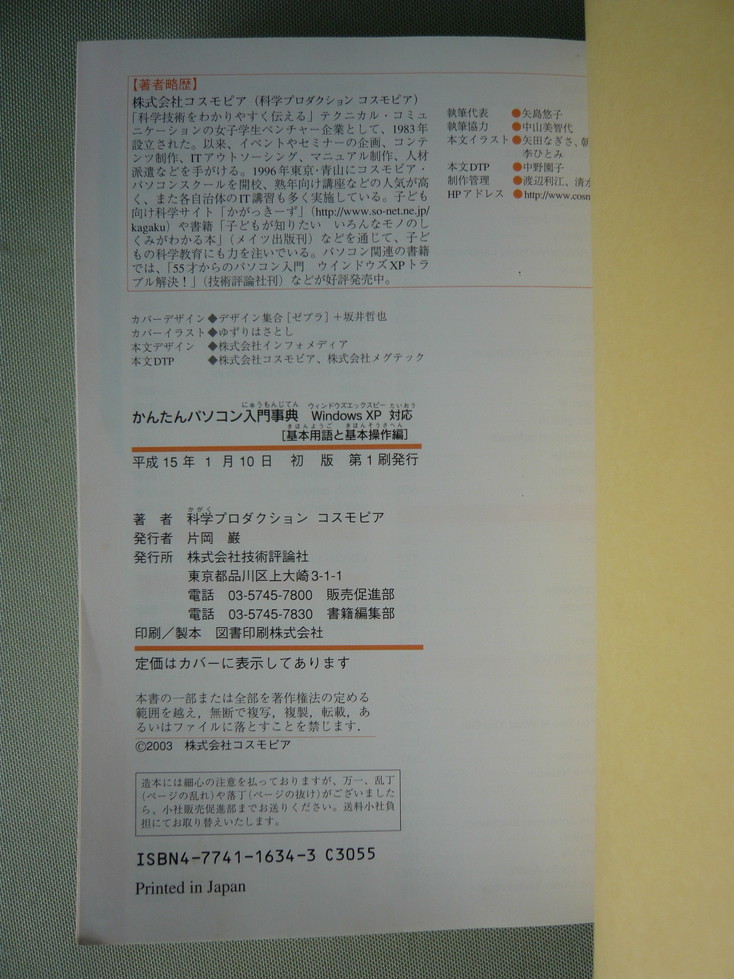 【著者略歴】
株式会社コスモピア（科学プロダクション コスモピア）
「科学技術をわかりやすく伝える」テクニカル・コミュ
ニケーションの女子学生ベンチャー企業として、1983年
設立された。以来、イベントやセミナーの企画、コンテ
ンツ制作、ITアウトソーシング、マニュアル制作、人材
派遣などを手がける。1996年東京･青山にコスモピア・
パソコンスクールを開校、熟年向け講座などの人気が高
く、また各自治体のIT講習も多く実施している。子ども
向け科学サイト「かがっきーず」(http://www.so-net.ne.jp/
kagaku）や書籍「子どもが知りたい　いろんなモノのし
くみがわかる本」（メイツ出版刊）などを通じて、子ど
もの科学教育にも力を注いでいる。パソコン関連の書籍
では、「55才からのパソコン入門　ウインドウズXPトラ
ブル解決！」（技術評論社刊）などが好評発売中。
執筆代表　●矢島悠子
執筆協力　●中山美智代
本文イラスト●矢田なぎさ、朝
李ひとみ
本文DTP　●中野園子
制作管理　●渡辺利江、清水
HPアドレス　●http://www.cosm
カバーデザイン◆デザイン集合［ゼブラ］＋坂井哲也
カバーイラスト◆ゆずりはさとし
本文デザイン　◆株式会社インフォメディア
本文DTP　◆株式会社コスモピア、株式会社メグテック
にゅうもんじてん　ウィンドウズエックスピー　たいおう
かんたんパソコン入門事典　Windows XP 対応
きほんようご　きほんそうさへん
［基本用語と基本操作編］
平成 15 年　1　月 10 日　初　版　第 1 刷発行
かがく
著　者　科学プロダクション コスモピア
発行者　片岡　巌
発行所　株式会社技術評論社
東京都品川区上大崎3-1-1
電話　03-5745-7800　販売促進部
電話　03-5745-7830　書籍編集部
印刷／製本　図書印刷株式会社
定価はカバーに表示してあります
本書の一部または全部を著作権法の定める
範囲を越え，無断で複写，複製，転載，あ
るいはファイルに落とすことを禁じます．
©2003　株式会社コスモピア
造本には細心の注意を払っておりますが、万一、乱丁
（ページの乱れ）や落丁（ページの抜け）がございました
ら、小社販売促進部までお送りください。送料小社負
担にてお取り替えいたします。
ISBN4-7741-1634-3 C3055
Printed in Japan